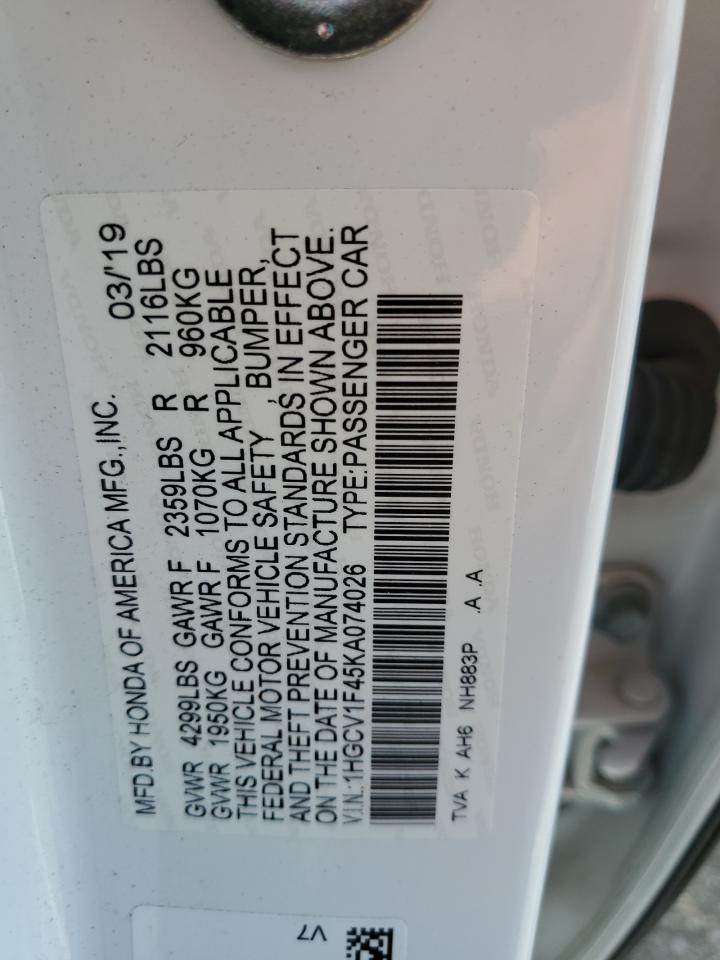 MFD.BY HONDA OF AMERICA MFG.,INC. 03/'19
GVWR 4299LBS GAWR F 2359LBS R 2116LBS
GVWR 1950KG GAWR F 1070KG R 960KG
THIS VEHICLE CONFORMS TO ALL APPLICABLE
FEDERAL MOTOR VEHICLE SAFETY ,BUMPER,
AND THEFT PREVENTION STANDARDS IN EFFECT
ON THE DATE OF MANUFACTURE SHOWN ABOVE.
V.I.N.:1HGCV1F45KA074026 TYPE:PASSENGER CAR
TVA K AH6 NH883P .A .A
V7